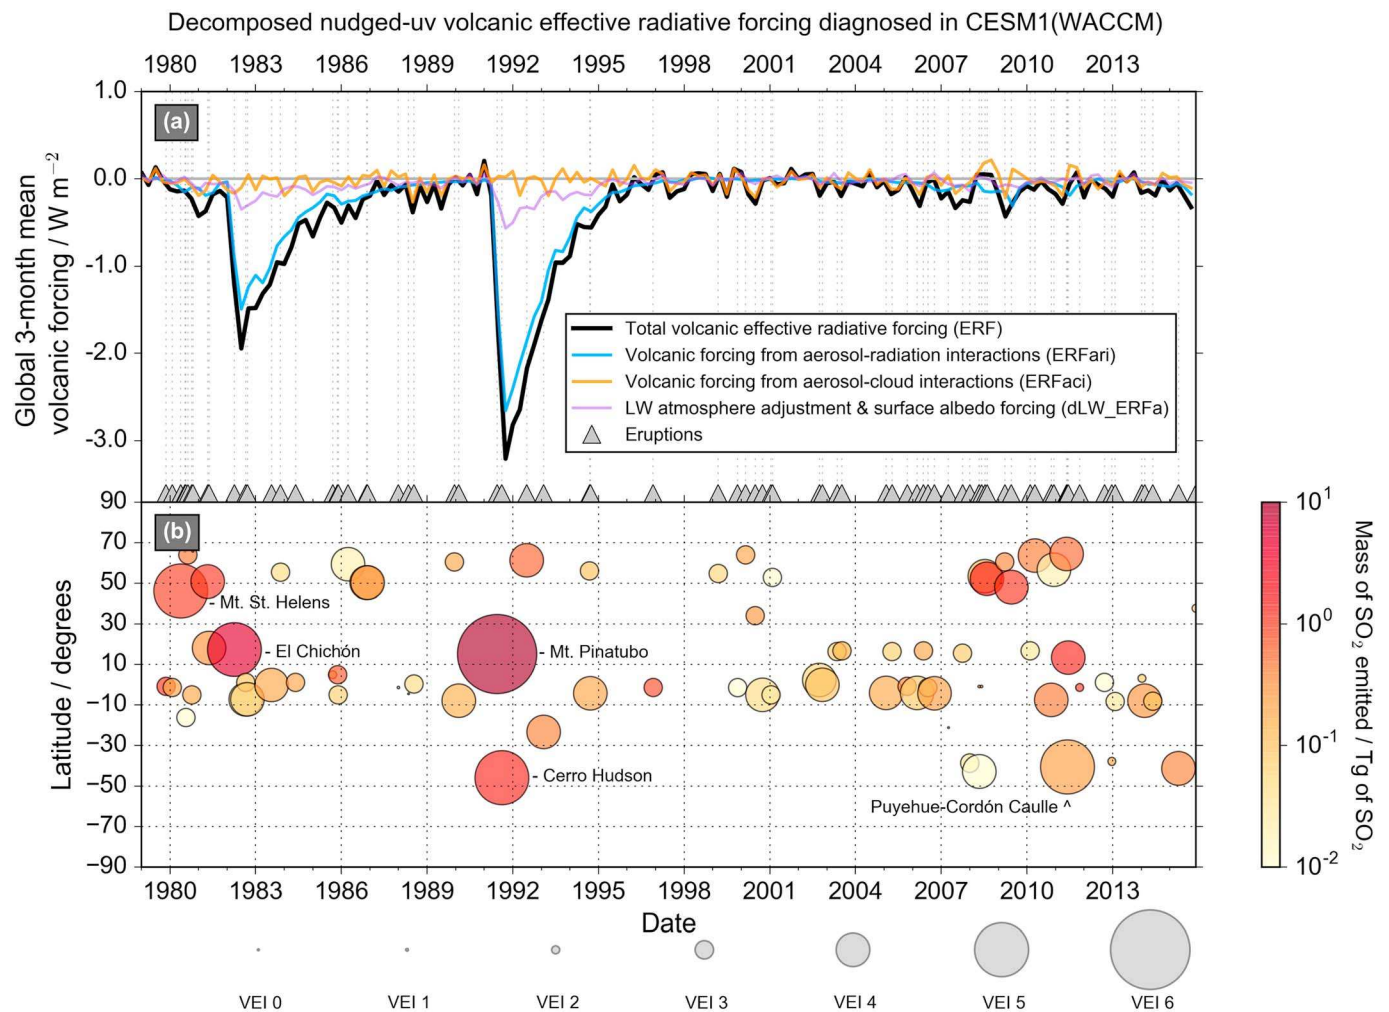 Decomposed nudged-uv volcanic effective radiative forcing diagnosed in CESM1(WACCM)
1980 1983 1986 1989 1992 1995 1998 2001 2004 2007 2010 2013
(a)
Global 3-month mean
volcanic forcing / W m⁻²
1.0
0.0
-1.0
-2.0
-3.0
Total volcanic effective radiative forcing (ERF)
Volcanic forcing from aerosol-radiation interactions (ERFari)
Volcanic forcing from aerosol-cloud interactions (ERFaci)
LW atmosphere adjustment & surface albedo forcing (dLW_ERFa)
Eruptions
(b)
Latitude / degrees
90
70
50
30
10
−10
−30
−50
−70
−90
- Mt. St. Helens
- El Chichón
- Mt. Pinatubo
- Cerro Hudson
Puyehue-Cordón Caulle ^
1980 1983 1986 1989 1992 1995 1998 2001 2004 2007 2010 2013
Date
10¹
10⁰
10⁻¹
10⁻²
Mass of SO₂ emitted / Tg of SO₂
VEI 0 VEI 1 VEI 2 VEI 3 VEI 4 VEI 5 VEI 6